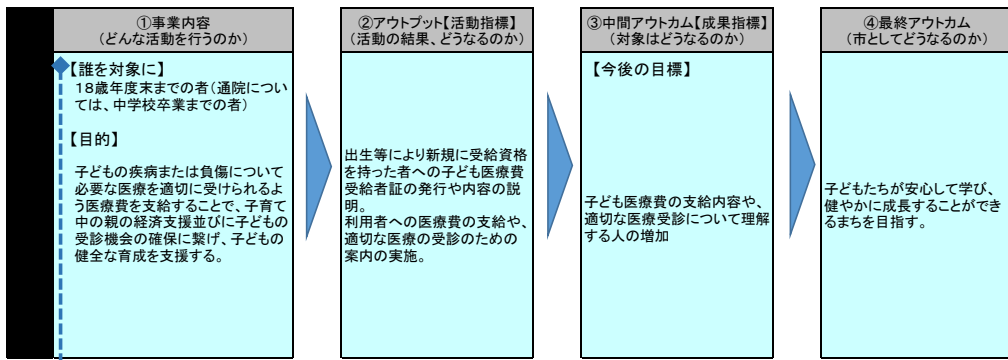 ①事業内容
（どんな活動を行うのか）
【誰を対象に】
18歳年度末までの者（通院につい
ては、中学校卒業までの者）
【目的】
子どもの疾病または負傷について
必要な医療を適切に受けられるよ
う医療費を支給することで、子育て
中の親の経済支援並びに子どもの
受診機会の確保に繋げ、子どもの
健全な育成を支援する。
②アウトプット【活動指標】
（活動の結果、どうなるのか）
出生等により新規に受給資格
を持った者への子ども医療費
受給者証の発行や内容の説
明。
利用者への医療費の支給や、
適切な医療の受診のための
案内の実施。
③中間アウトカム【成果指標】
（対象はどうなるのか）
【今後の目標】
子ども医療費の支給内容や、
適切な医療受診について理解
する人の増加
④最終アウトカム
（市としてどうなるのか）
子どもたちが安心して学び、
健やかに成長することができ
るまちを目指す。